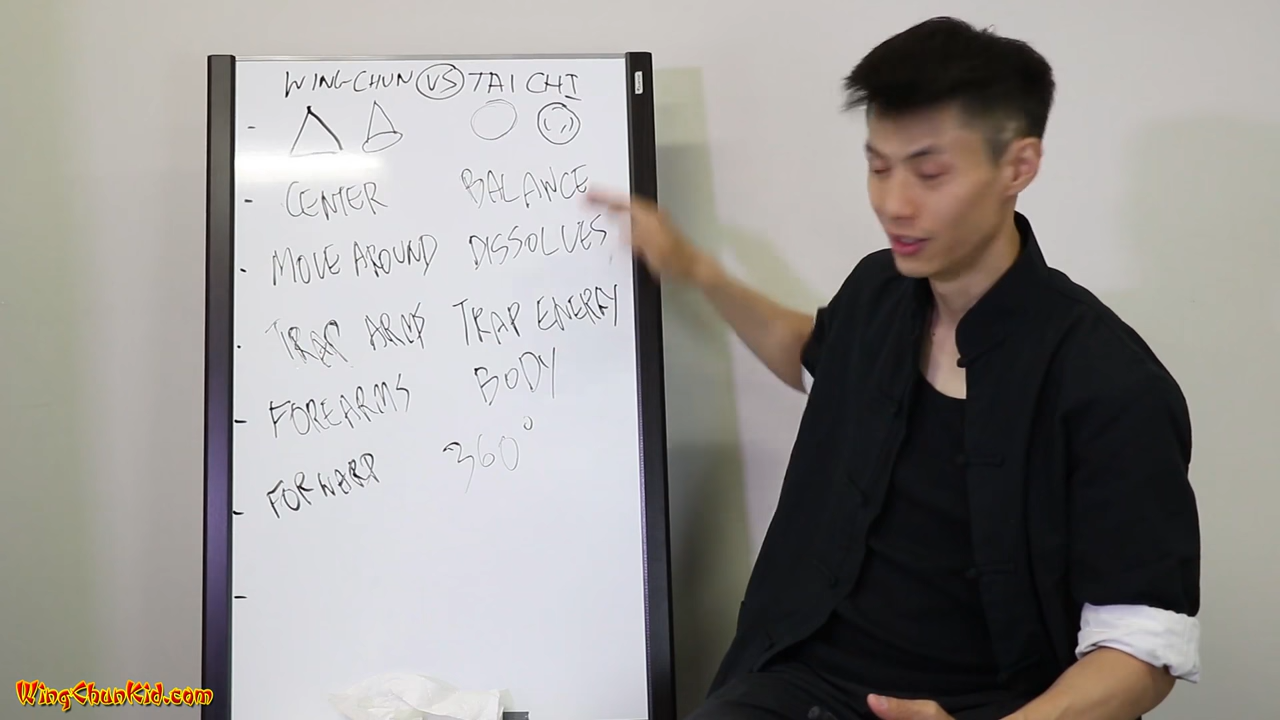 WING-CHUN VS TAI CHI
- CENTER BALANCE
- MOVE AROUND DISSOLVES
- TRAP ARMS TRAP ENERGY
- FOREARMS BODY
- FORWARD 360°
-
WingChunKid.com